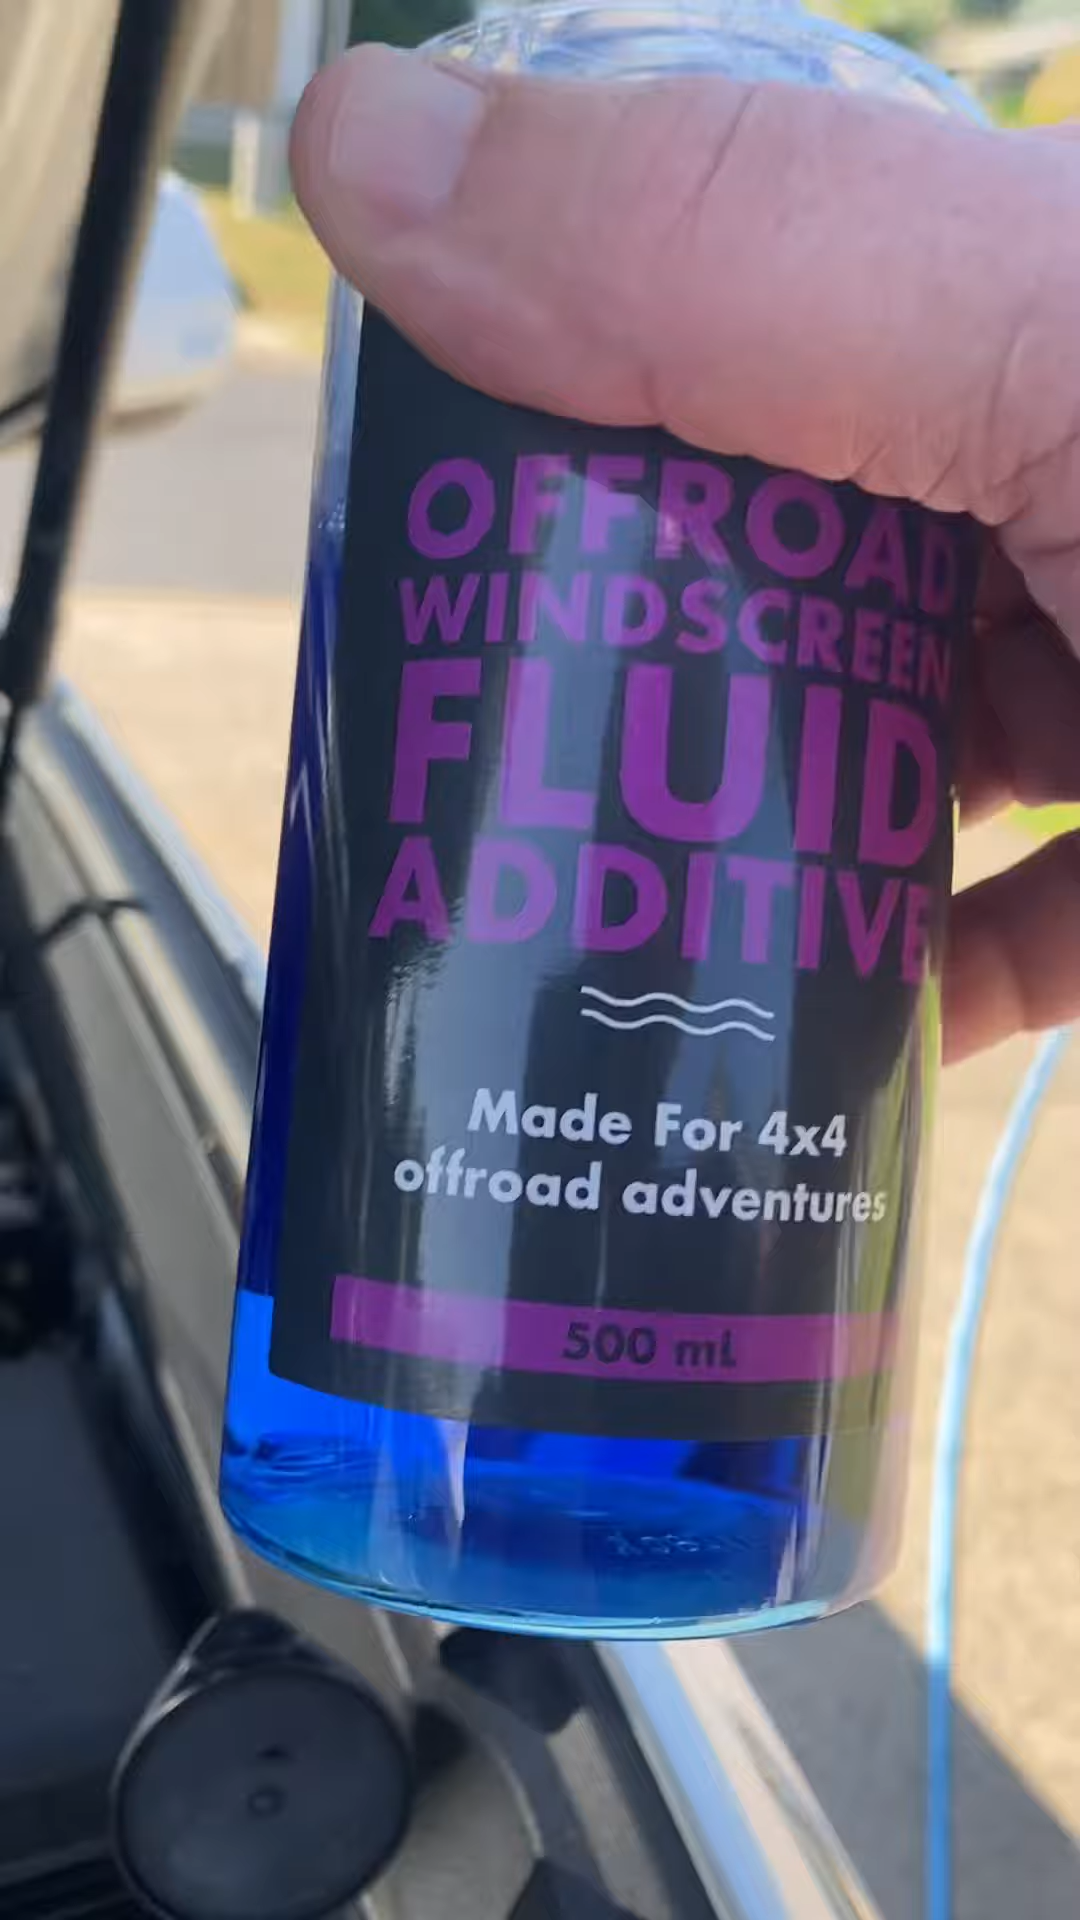 OFFROAD
WINDSCREEN
FLUID
ADDITIVE
Made For 4x4
offroad adventures
500 mL